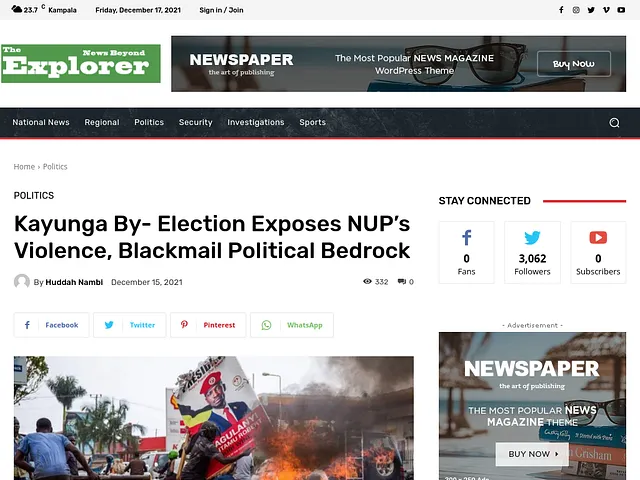 23.7 C Kampala
Friday, December 17, 2021
Sign in / Join
The
News Beyond
Explorer
NEWSPAPER
the art of publishing
The Most Popular NEWS MAGAZINE
WordPress Theme
Buy Now
National News
Regional
Politics
Security
Investigations
Sports
Home › Politics
POLITICS
Kayunga By- Election Exposes NUP's
Violence, Blackmail Political Bedrock
By Huddah Nambi December 15, 2021
332
0
Facebook
Twitter
Pinterest
WhatsApp
STAY CONNECTED
0
Fans
3,062
Followers
0
Subscribers
- Advertisement -
NEWSPAPER
the art of publishing
THE MOST POPULAR NEWS
MAGAZINE THEME
BUY NOW
Grisham
300 x 250 Ads
AGULANYI
TAMU ROBERT